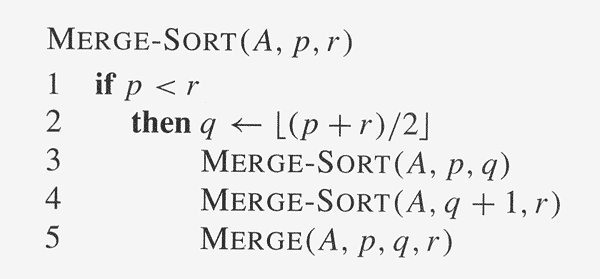 MERGE-SORT(A, p, r)
1 if p < r
2 then q ← ⌊(p + r)/2⌋
3 MERGE-SORT(A, p, q)
4 MERGE-SORT(A, q + 1, r)
5 MERGE(A, p, q, r)